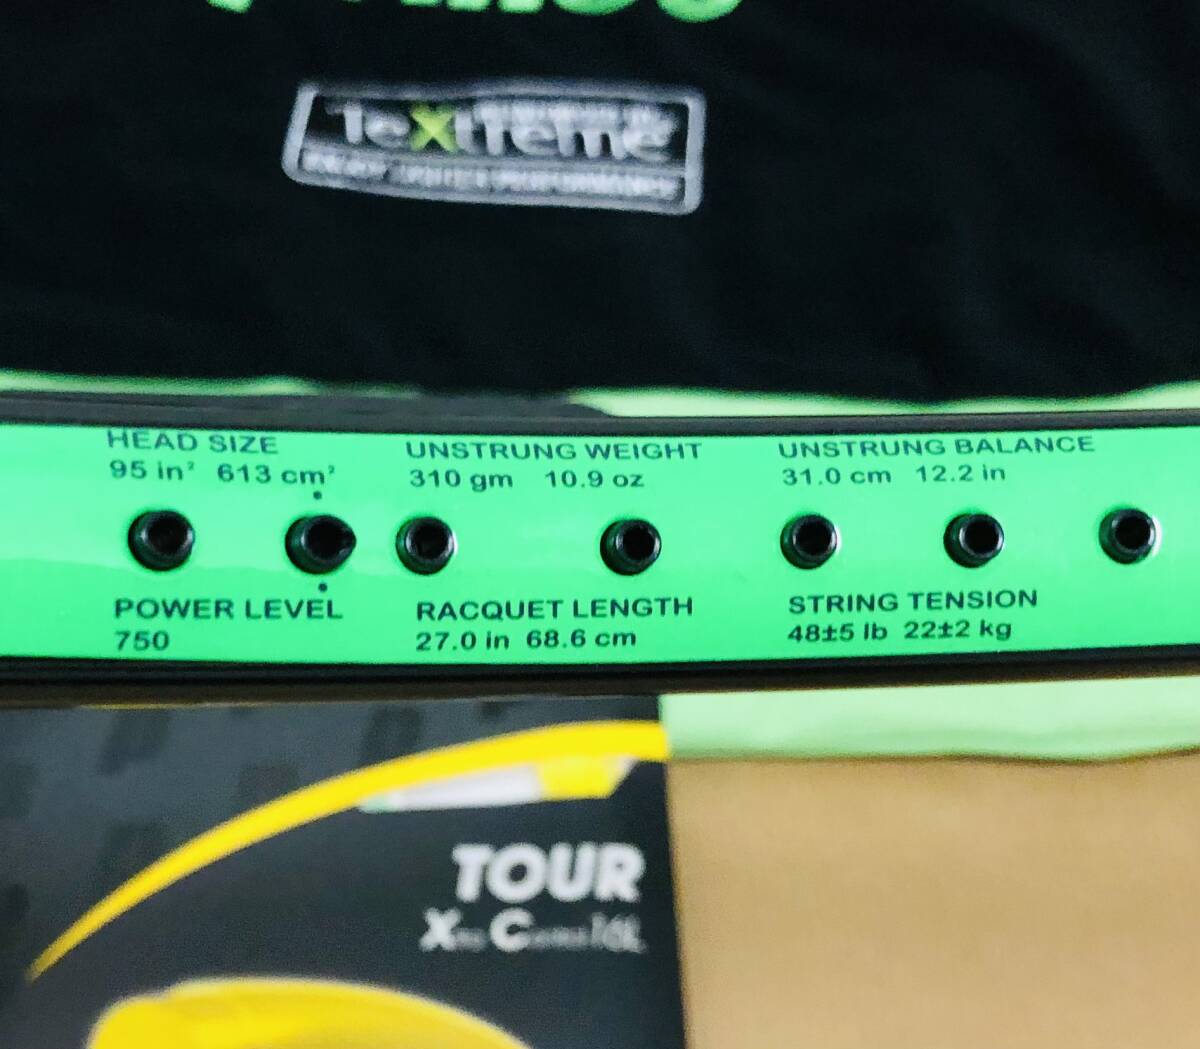 TeXtreme
HEAD SIZE
95 in² 613 cm²
UNSTRUNG WEIGHT
310 gm 10.9 oz
UNSTRUNG BALANCE
31.0 cm 12.2 in
POWER LEVEL
750
RACQUET LENGTH
27.0 in 68.6 cm
STRING TENSION
48±5 lb 22±2 kg
TOUR